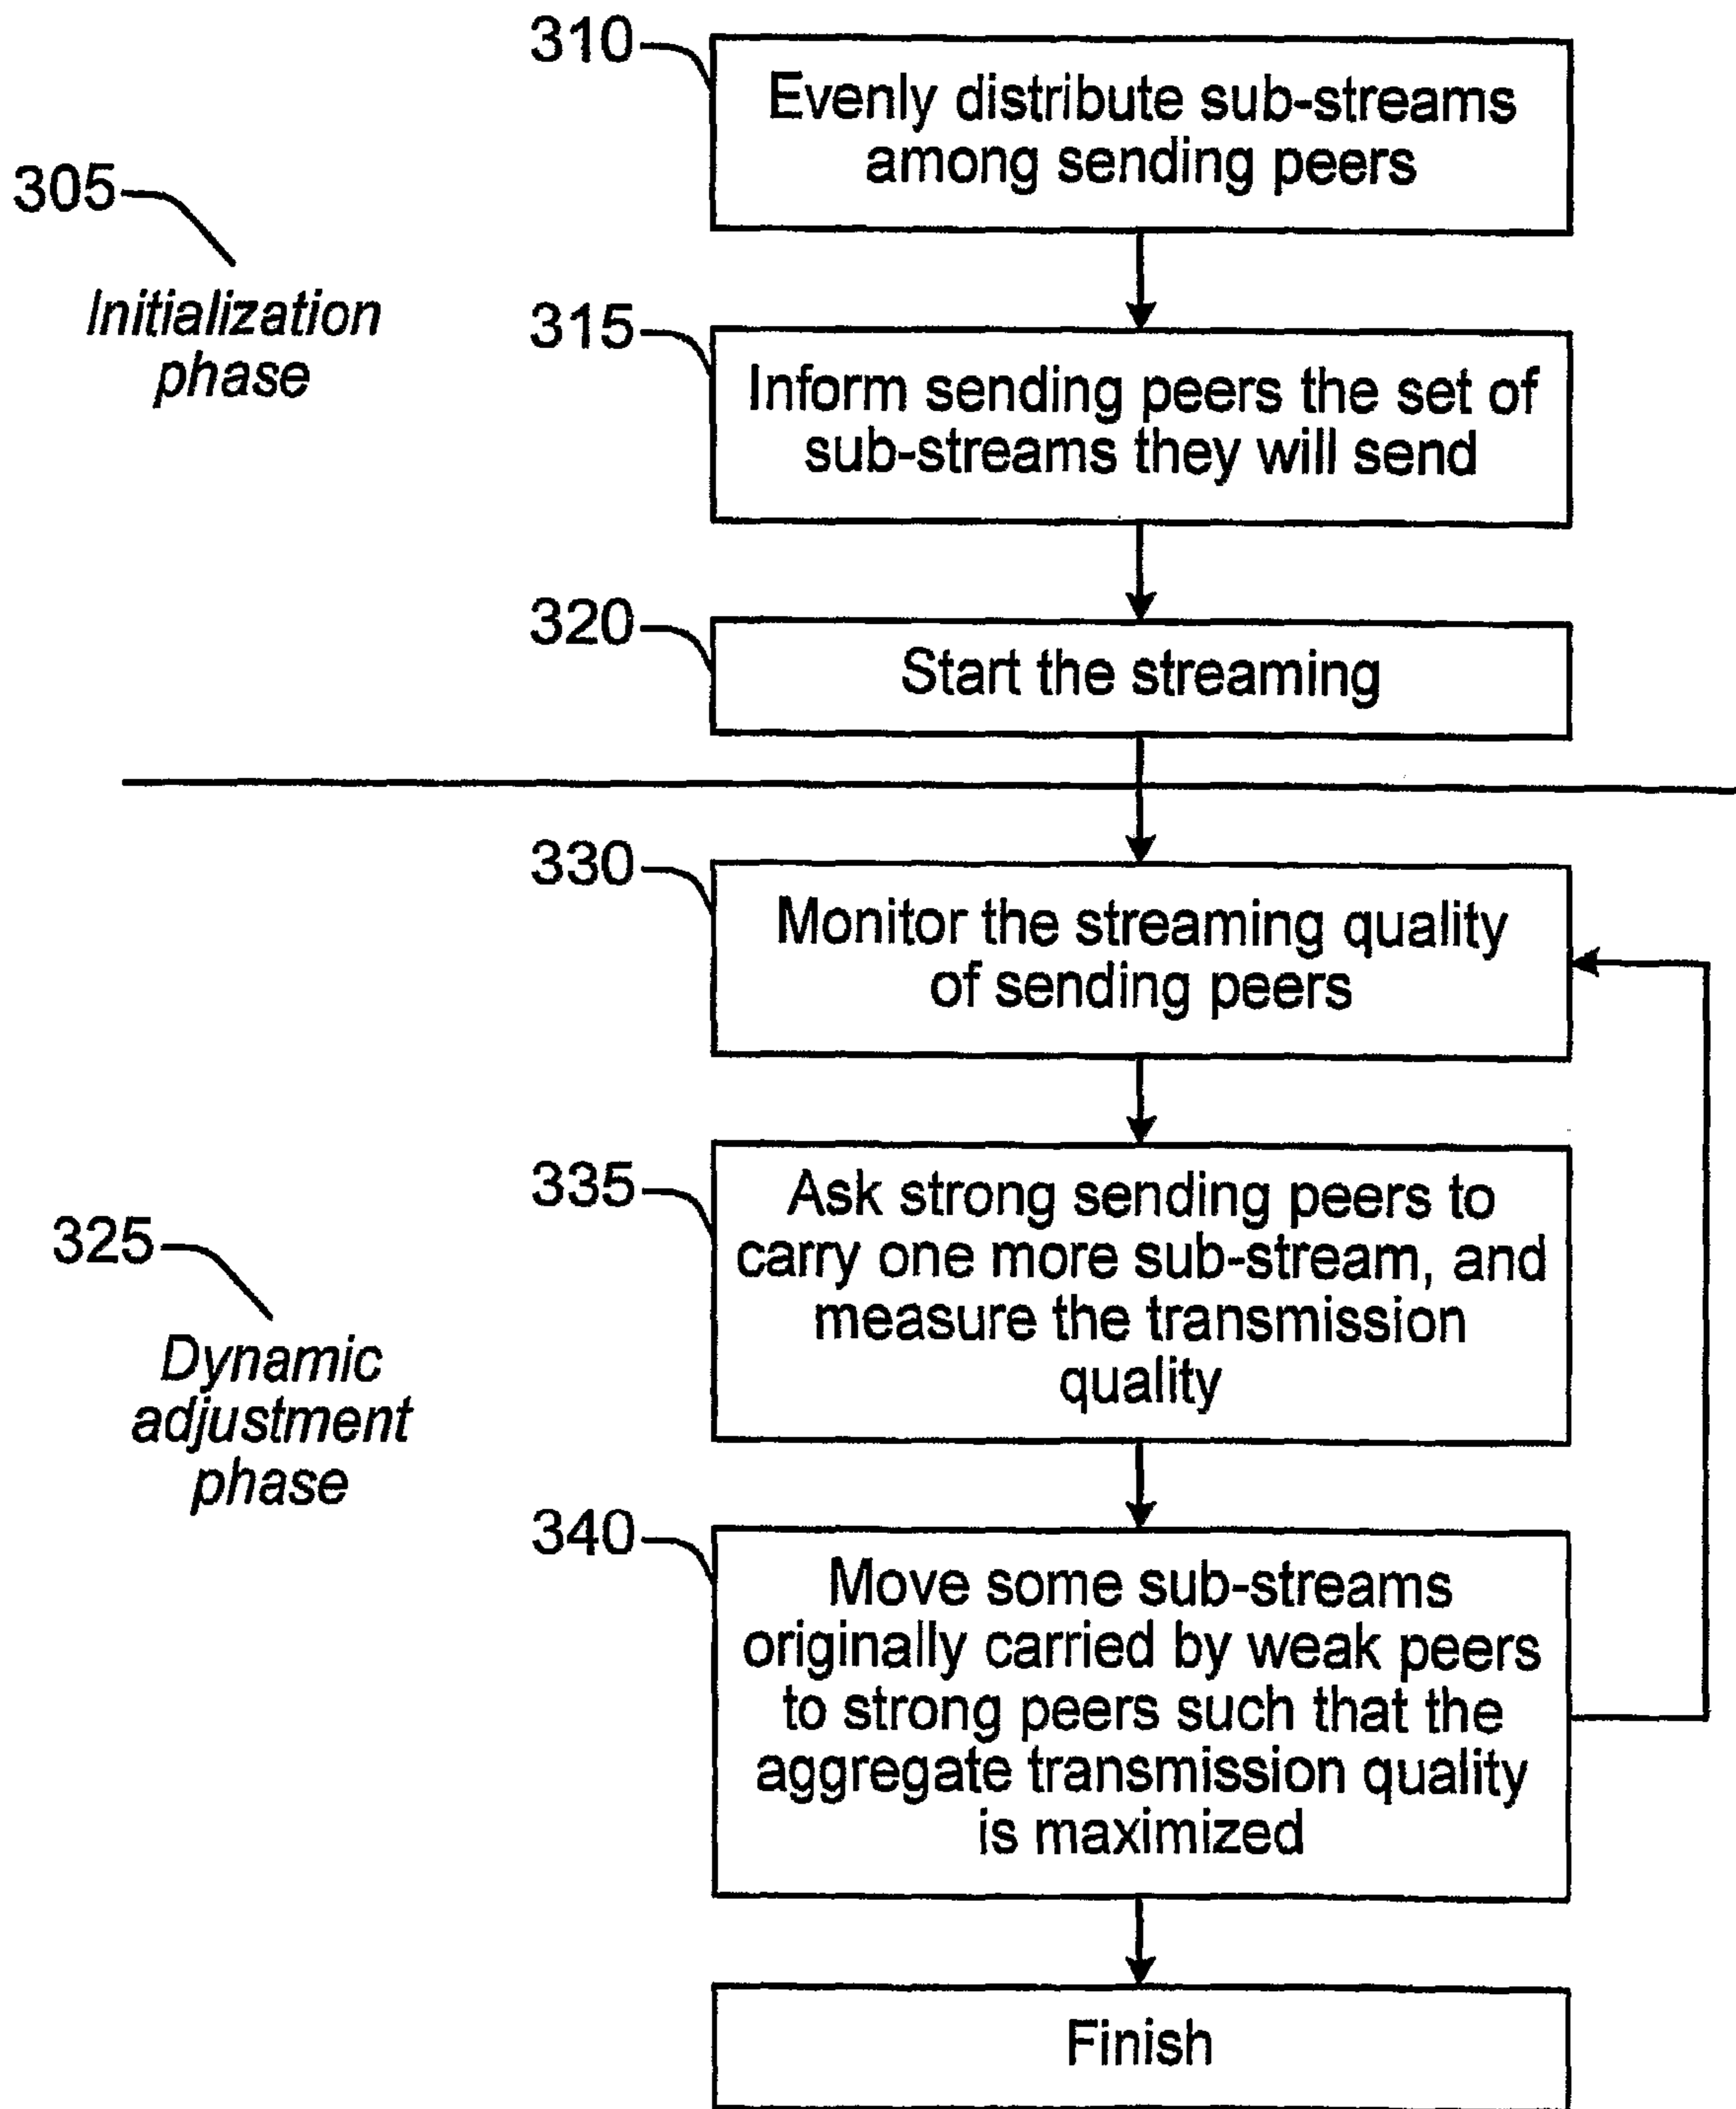 310
Evenly distribute sub-streams
among sending peers
305
Initialization
phase
315
Inform sending peers the set of
sub-streams they will send
320
Start the streaming
330
Monitor the streaming quality
of sending peers
335
Ask strong sending peers to
carry one more sub-stream, and
measure the transmission
quality
325
Dynamic
adjustment
phase
340
Move some sub-streams
originally carried by weak peers
to strong peers such that the
aggregate transmission quality
is maximized
Finish